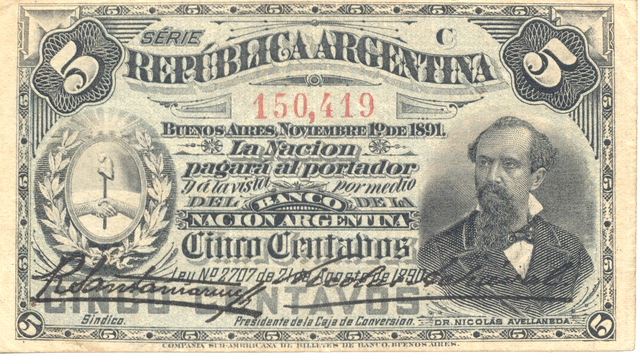 5 SÉRIE C 5
REPÚBLICA ARGENTINA
150,419
BUENOS AIRES, NOVIEMBRE 1º DE 1891.
La Nacion
pagará al portador
y á la vista por medio
DEL BANCO DE LA
NACION ARGENTINA
Cinco Centavos
Ley Nº 2707 de 21 de Agosto de 1890
CINCO CENTAVOS
Síndico. Presidente de la Caja de Conversion. DR. NICOLÁS AVELLANEDA
5 5
COMPAÑIA SUD-AMERICANA DE BILLETES DE BANCO, BUENOS AIRES.